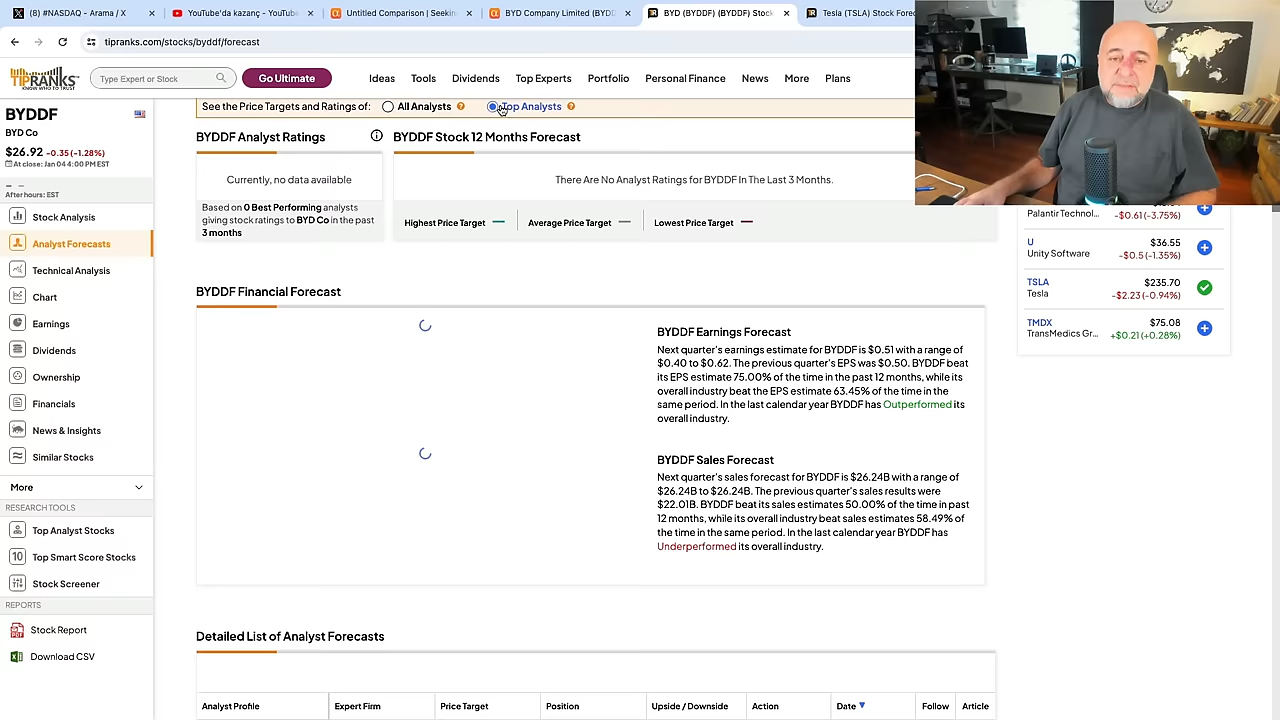 (8) #NASDAQ - Arama / X
YouTube'da kazanç - YouTube
Untitled Composition | Seeking
BYD Company Limited (BYDDF)
BYD (BYDDF) (BYDDF) Stock
Tesla (TSLA) Stock Fore
tipranks.com/stocks/byddf/forecast
TIPRANKS
KNOW WHO TO TRUST
Type Expert or Stock
Go Ultimate
Ideas
Tools
Dividends
Top Experts
Portfolio
Personal Finance
News
More
Plans
BYDDF
BYD Co
$26.92 -0.35 (-1.28%)
At close: Jan 04 4:00 PM EST
After hours: EST
Stock Analysis
Analyst Forecasts
Technical Analysis
Chart
Earnings
Dividends
Ownership
Financials
News & Insights
Similar Stocks
More
RESEARCH TOOLS
Top Analyst Stocks
10 Top Smart Score Stocks
Stock Screener
REPORTS
Stock Report
Download CSV
See the Price Targets and Ratings of:
All Analysts
Top Analysts
BYDDF Analyst Ratings
Currently, no data available
Based on 0 Best Performing analysts
giving stock ratings to BYD Co in the past
3 months
BYDDF Stock 12 Months Forecast
There Are No Analyst Ratings for BYDDF In The Last 3 Months.
Average Price Target
Lowest Price Target
BYDDF Financial Forecast
BYDDF Earnings Forecast
Next quarter's earnings estimate for BYDDF is $0.51 with a range of
$0.40 to $0.62. The previous quarter's EPS was $0.50. BYDDF beat
its EPS estimate 75.00% of the time in the past 12 months, while its
overall industry beat the EPS estimate 63.45% of the time in the
same period. In the last calendar year BYDDF has Outperformed its
overall industry.
BYDDF Sales Forecast
Next quarter's sales forecast for BYDDF is $26.24B with a range of
$26.24B to $26.24B. The previous quarter's sales results were
$22.01B. BYDDF beat its sales estimates 50.00% of the time in past
12 months, while its overall industry beat sales estimates 58.49% of
the time in the same period. In the last calendar year BYDDF has
Underperformed its overall industry.
Detailed List of Analyst Forecasts
Analyst Profile
Expert Firm
Price Target
Position
Upside / Downside
Action
Date
Follow
Article
Palantir Technol...
-$0.61 (-3.75%)
U
$36.55
Unity Software
-$0.5 (-1.35%)
TSLA
$235.70
Tesla
-$2.23 (-0.94%)
TMDX
$75.08
TransMedics Gr...
+$0.21 (+0.28%)